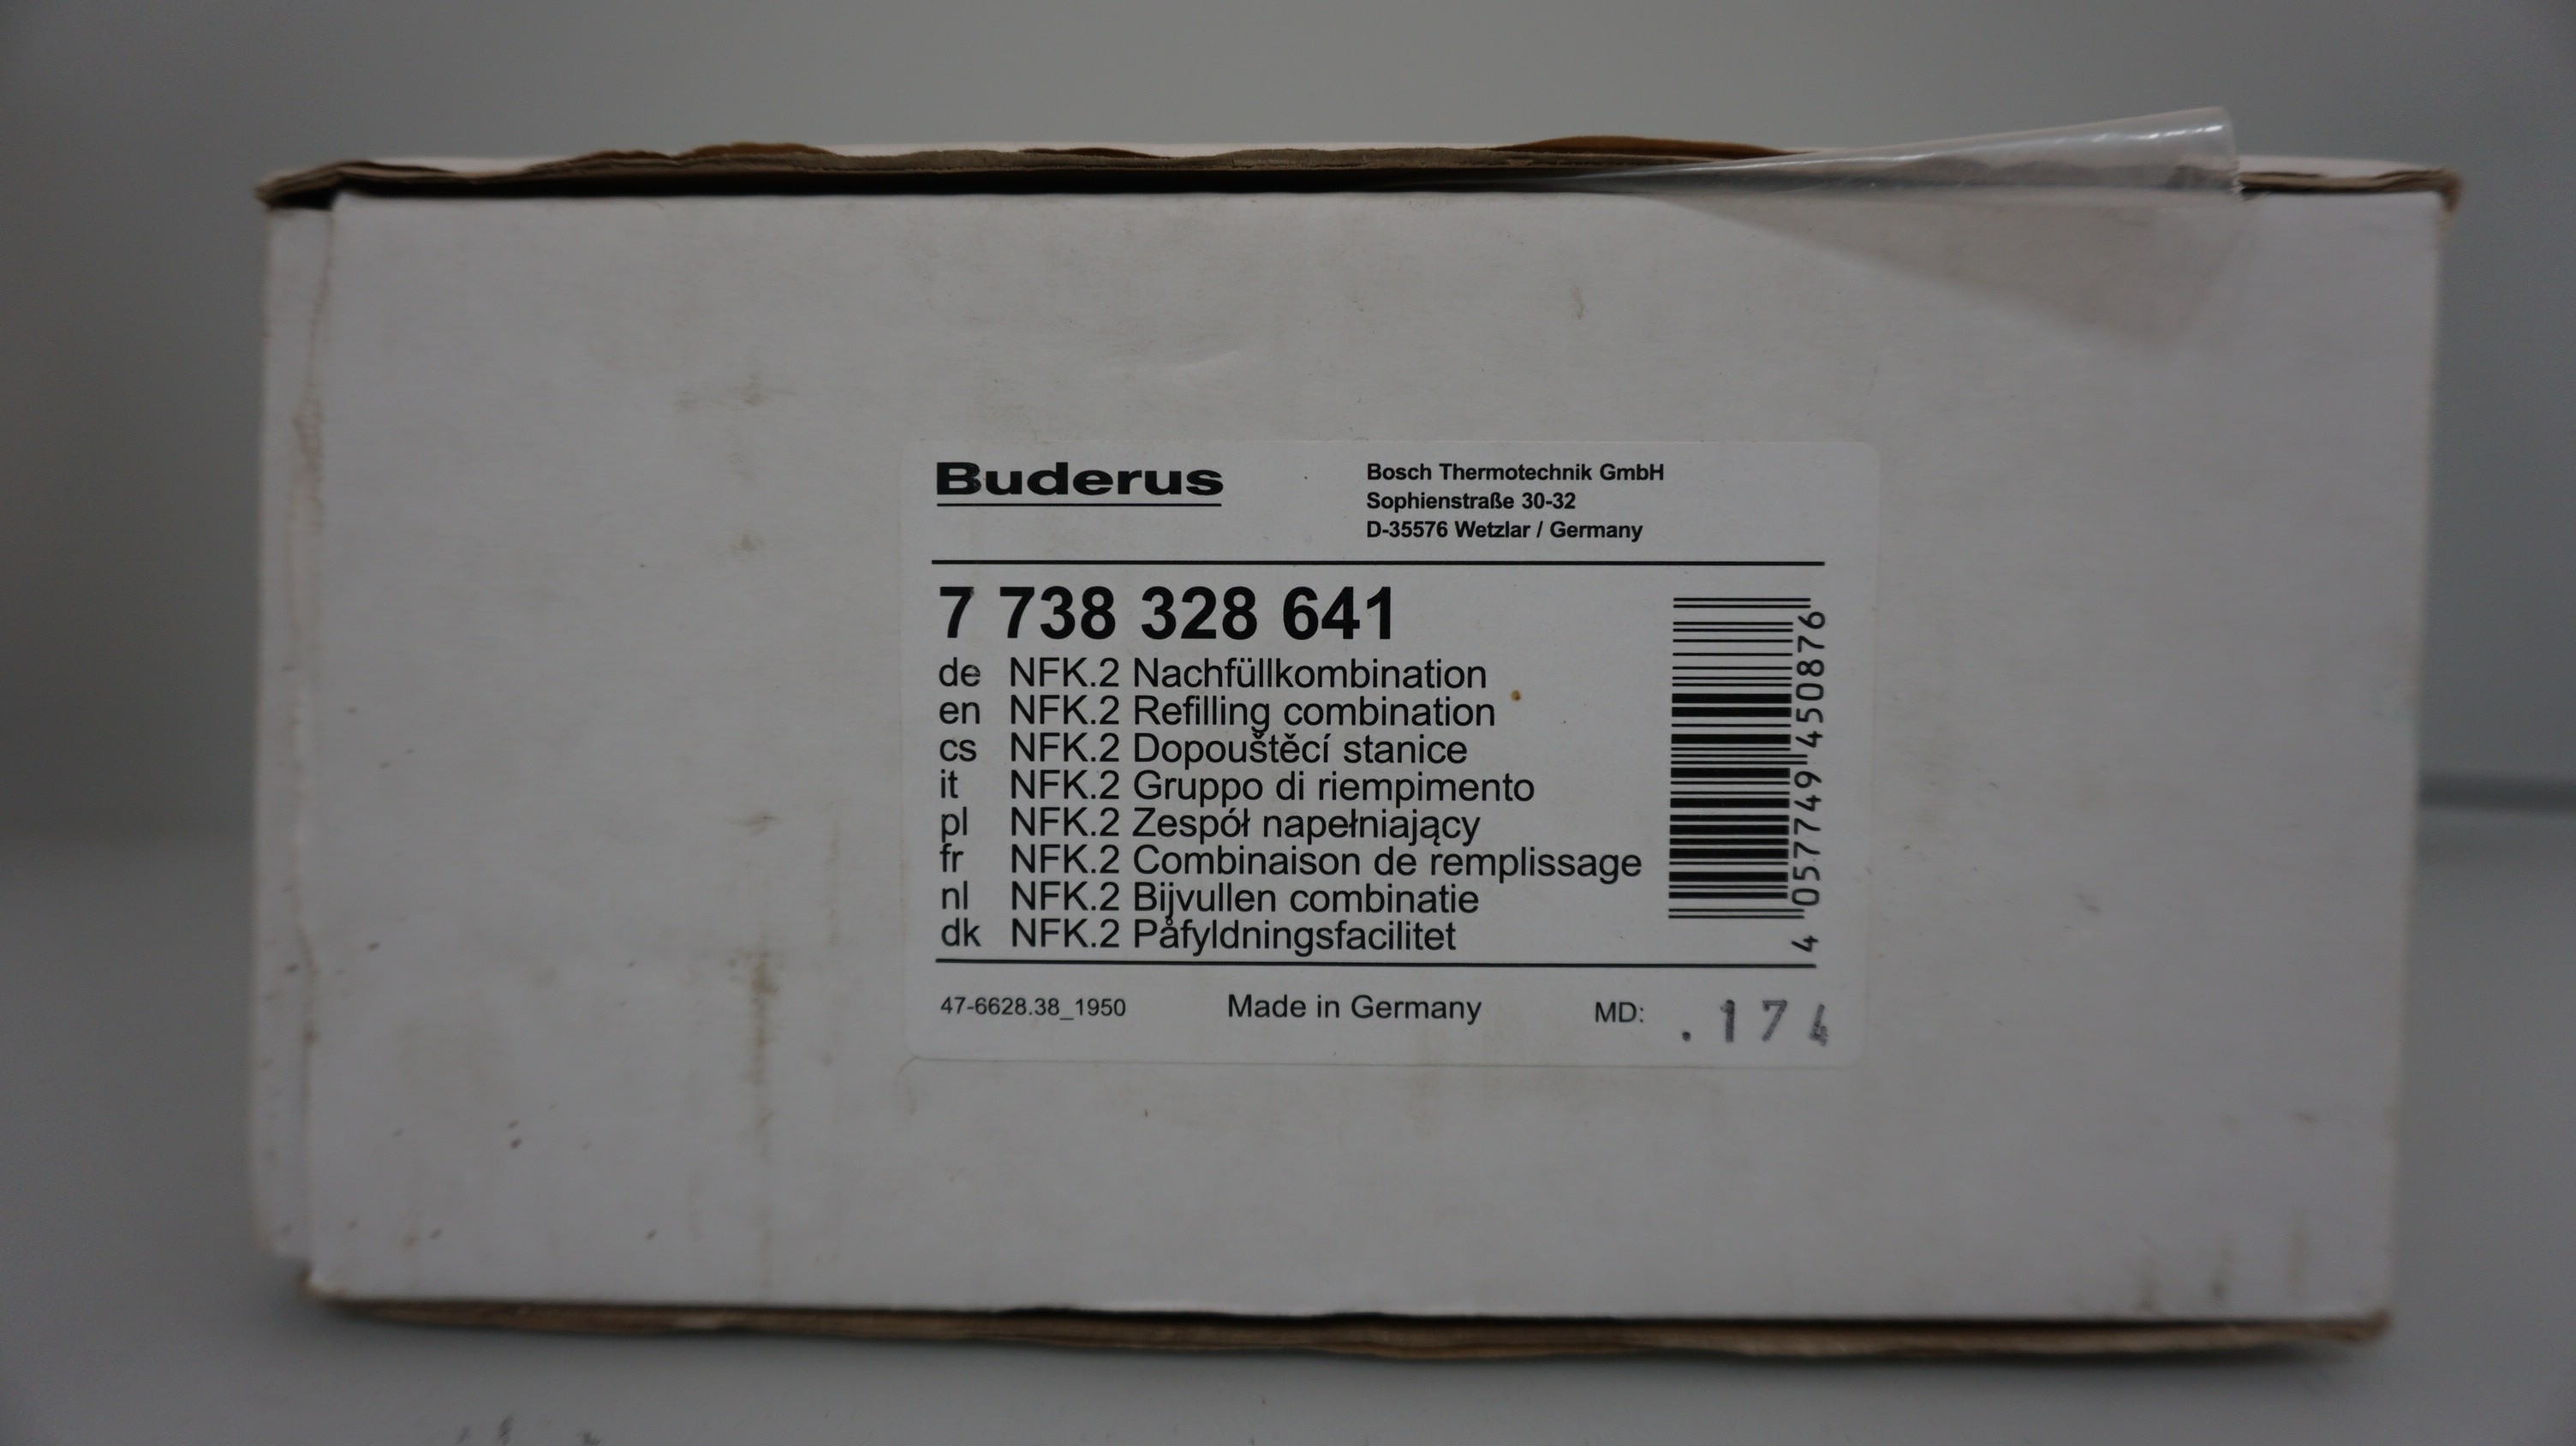 Buderus
Bosch Thermotechnik GmbH
Sophienstraße 30-32
D-35576 Wetzlar / Germany
7 738 328 641
de NFK.2 Nachfüllkombination
en NFK.2 Refilling combination
cs NFK.2 Dopouštěcí stanice
it NFK.2 Gruppo di riempimento
pl NFK.2 Zespół napełniający
fr NFK.2 Combinaison de remplissage
nl NFK.2 Bijvullen combinatie
dk NFK.2 Påfyldningsfacilitet
4 057749 450876
47-6628.38_1950
Made in Germany
MD: .174